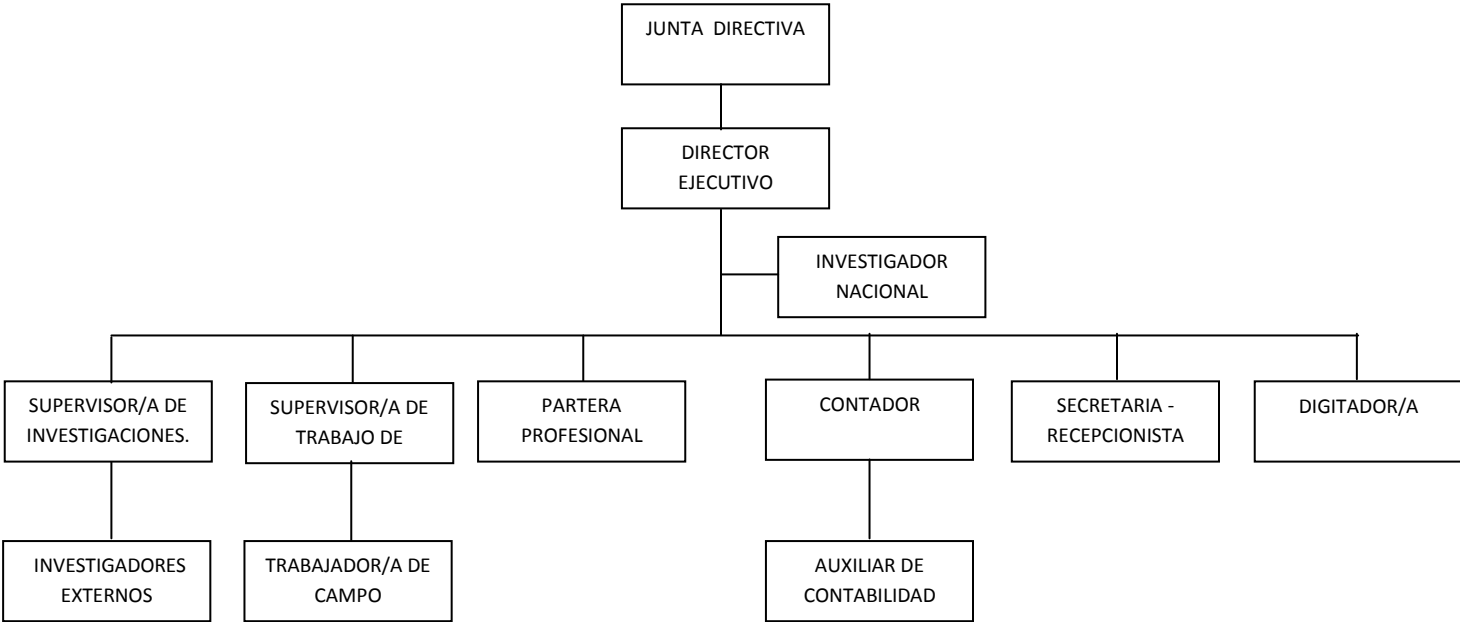 JUNTA DIRECTIVA
DIRECTOR
EJECUTIVO
INVESTIGADOR
NACIONAL
SUPERVISOR/A DE
INVESTIGACIONES.
SUPERVISOR/A DE
TRABAJO DE
PARTERA
PROFESIONAL
CONTADOR
SECRETARIA -
RECEPCIONISTA
DIGITADOR/A
INVESTIGADORES
EXTERNOS
TRABAJADOR/A DE
CAMPO
AUXILIAR DE
CONTABILIDAD